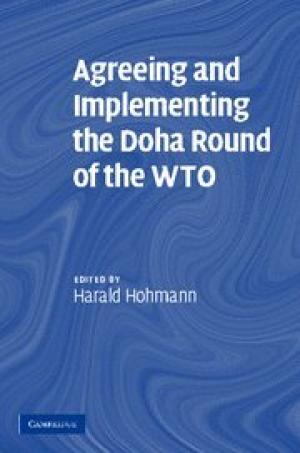 Agreeing and
Implementing
the Doha Round
of the WTO
EDITED BY
Harald Hohmann
CAMBRIDGE